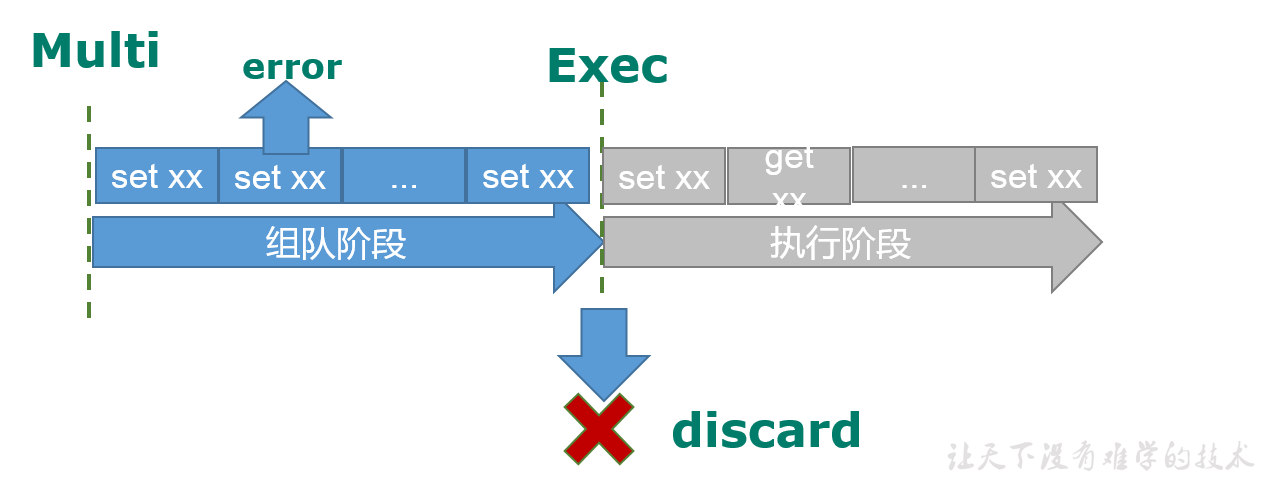 Multi
error
Exec
set xx
set xx
...
set xx
set xx
get
xx
...
set xx
组队阶段
执行阶段
discard
让天下没有难学的技术